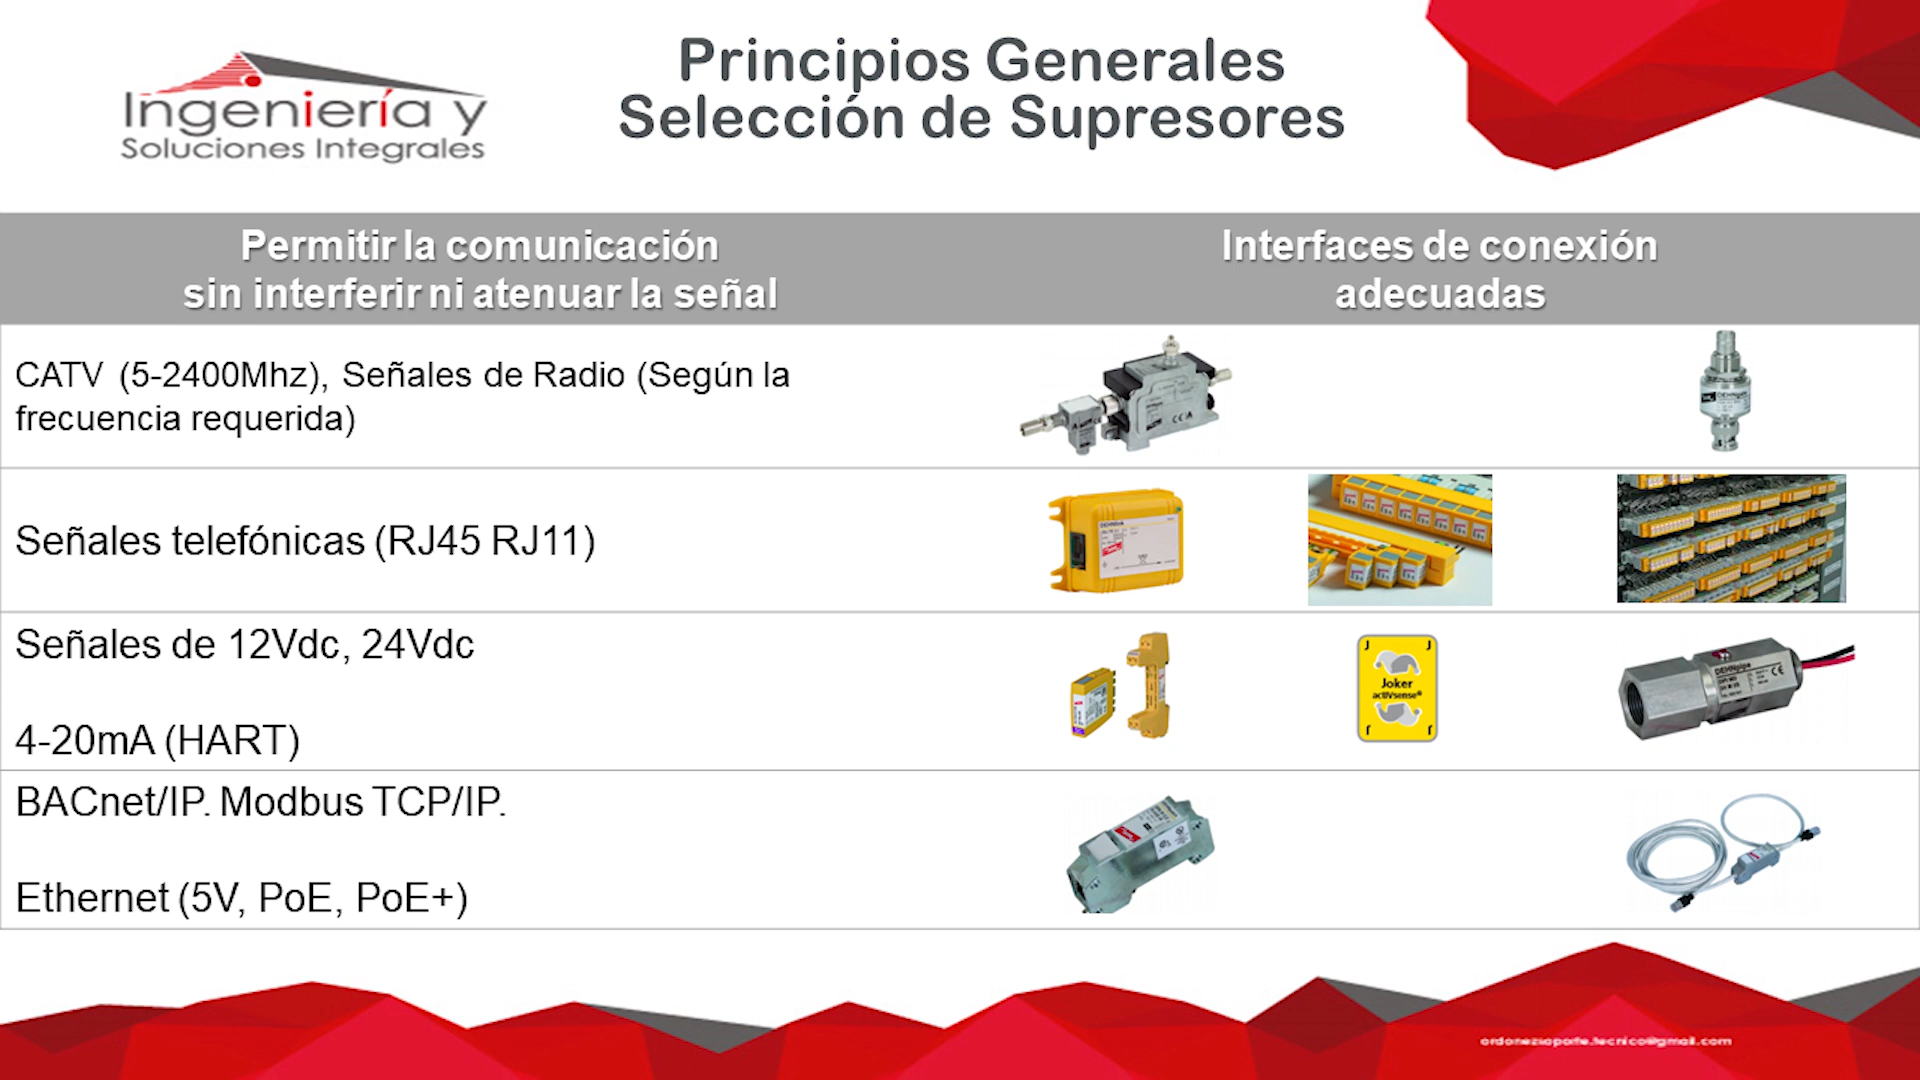 Ingeniería y
Soluciones Integrales
Principios Generales
Selección de Supresores
Permitir la comunicación
sin interferir ni atenuar la señal
Interfaces de conexión
adecuadas
CATV (5-2400Mhz), Señales de Radio (Según la
frecuencia requerida)
Señales telefónicas (RJ45 RJ11)
Señales de 12Vdc, 24Vdc
4-20mA (HART)
Joker
actiVsense®
DEHNpipe
BACnet/IP. Modbus TCP/IP.
Ethernet (5V, PoE, PoE+)